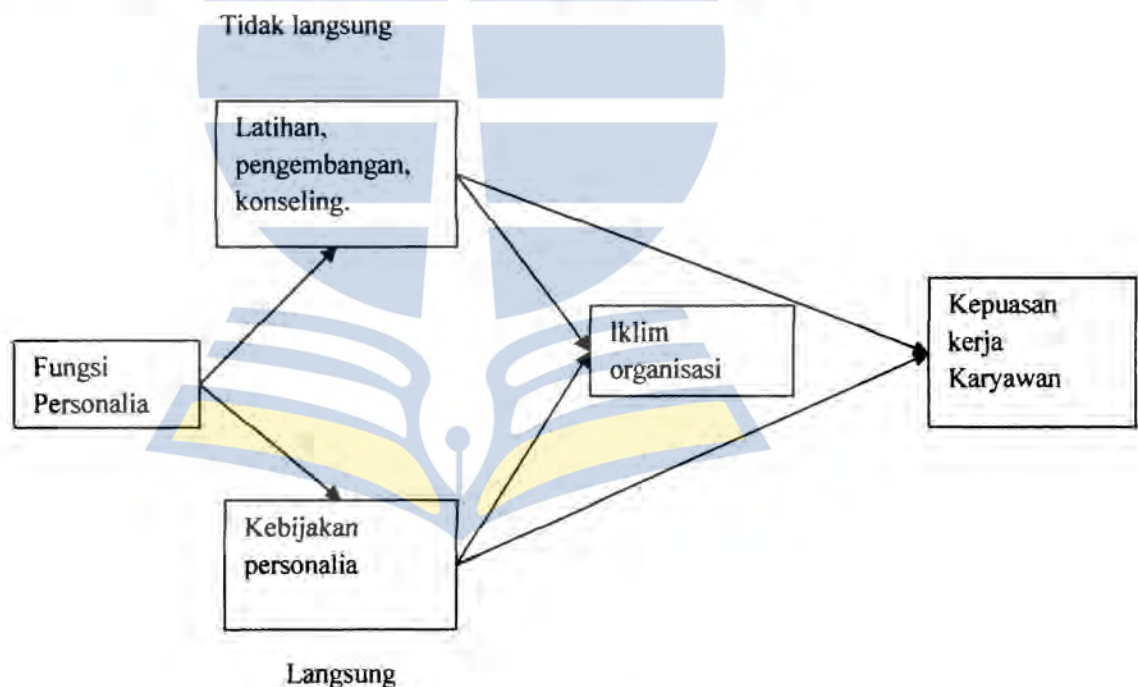 Tidak langsung
Latihan,
pengembangan,
konseling.
Iklim
organisasi
Kepuasan
kerja
Karyawan
Fungsi
Personalia
Kebijakan
personalia
Langsung